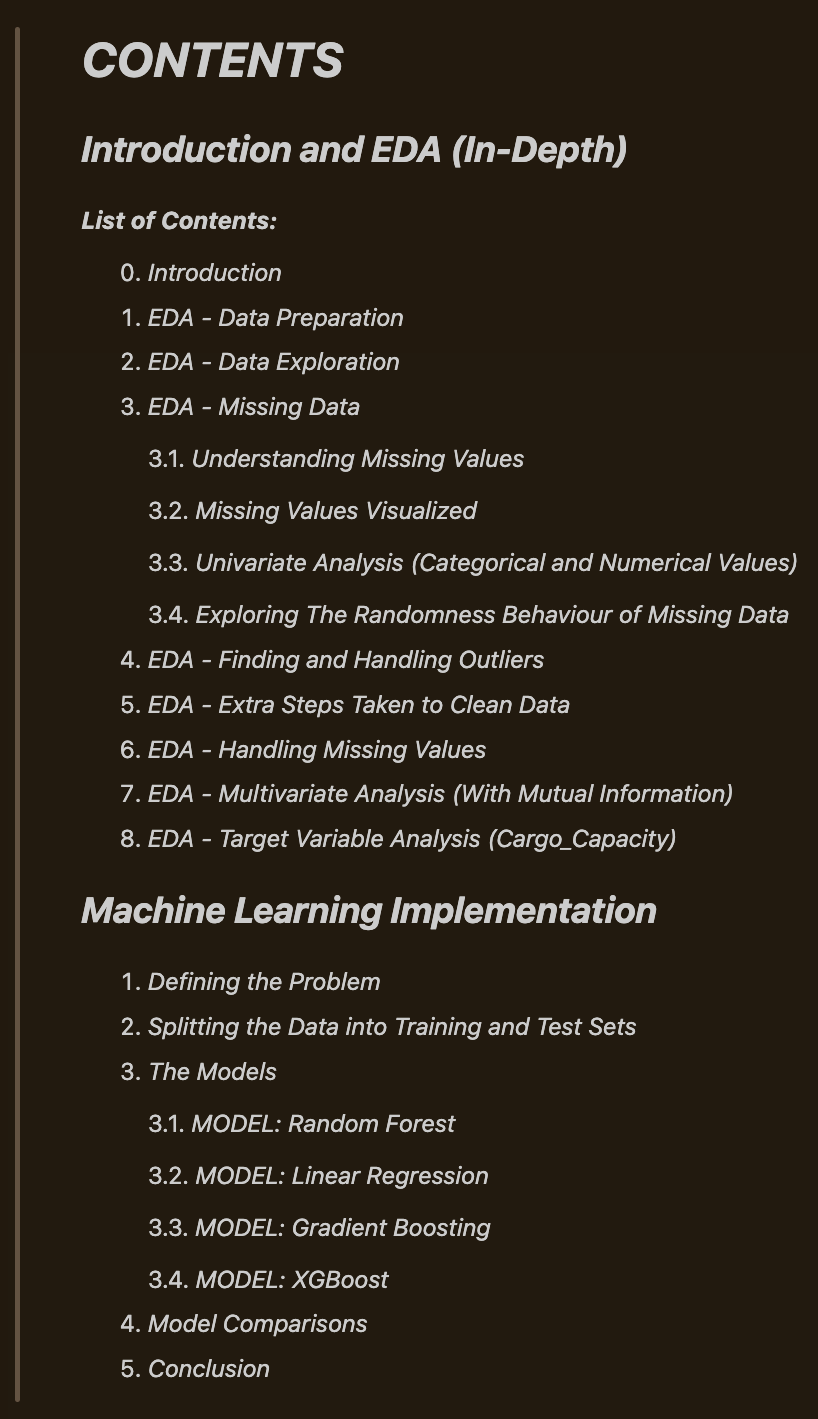 CONTENTS
Introduction and EDA (In-Depth)
List of Contents:
0. Introduction
1. EDA - Data Preparation
2. EDA - Data Exploration
3. EDA - Missing Data
3.1. Understanding Missing Values
3.2. Missing Values Visualized
3.3. Univariate Analysis (Categorical and Numerical Values)
3.4. Exploring The Randomness Behaviour of Missing Data
4. EDA - Finding and Handling Outliers
5. EDA - Extra Steps Taken to Clean Data
6. EDA - Handling Missing Values
7. EDA - Multivariate Analysis (With Mutual Information)
8. EDA - Target Variable Analysis (Cargo_Capacity)
Machine Learning Implementation
1. Defining the Problem
2. Splitting the Data into Training and Test Sets
3. The Models
3.1. MODEL: Random Forest
3.2. MODEL: Linear Regression
3.3. MODEL: Gradient Boosting
3.4. MODEL: XGBoost
4. Model Comparisons
5. Conclusion